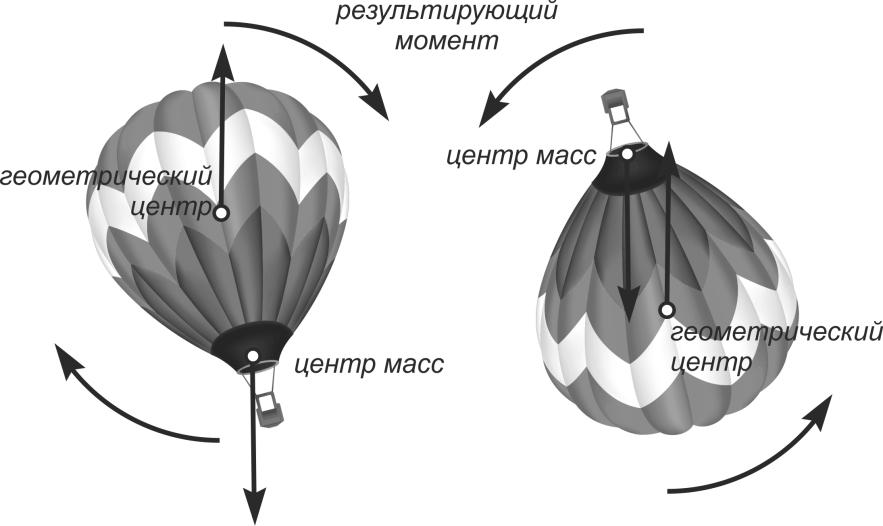 результирующий
момент
геометрический
центр
центр масс
центр масс
геометрический
центр